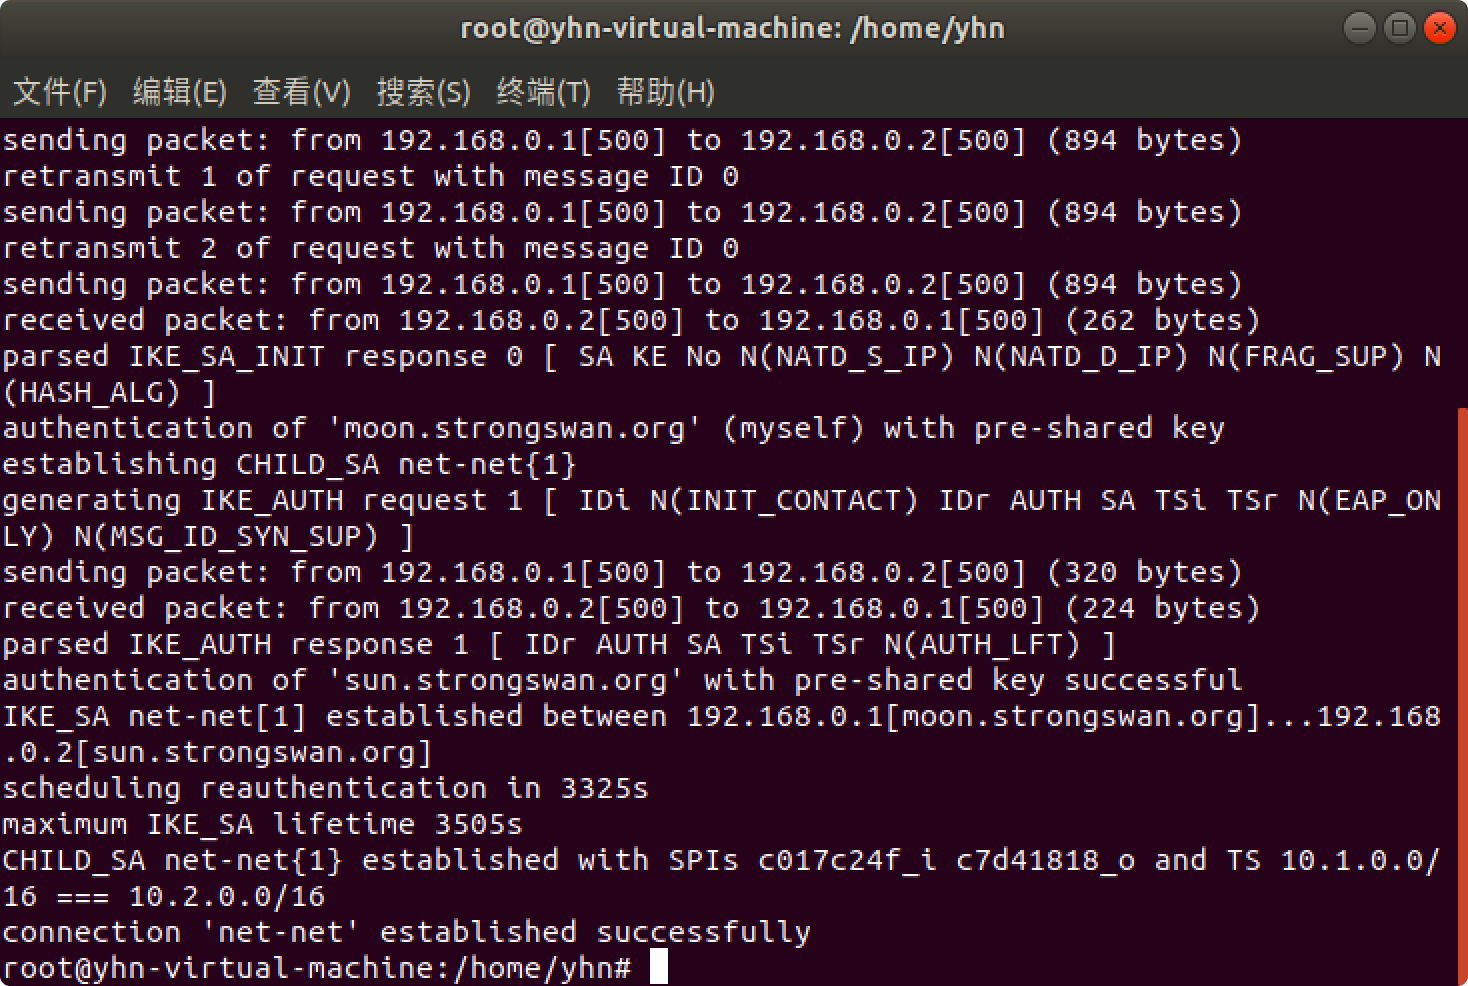 root@yhn-virtual-machine: /home/yhn
文件(F) 编辑(E) 查看(V) 搜索(S) 终端(T) 帮助(H)
sending packet: from 192.168.0.1[500] to 192.168.0.2[500] (894 bytes)
retransmit 1 of request with message ID 0
sending packet: from 192.168.0.1[500] to 192.168.0.2[500] (894 bytes)
retransmit 2 of request with message ID 0
sending packet: from 192.168.0.1[500] to 192.168.0.2[500] (894 bytes)
received packet: from 192.168.0.2[500] to 192.168.0.1[500] (262 bytes)
parsed IKE_SA_INIT response 0 [ SA KE No N(NATD_S_IP) N(NATD_D_IP) N(FRAG_SUP) N
(HASH_ALG) ]
authentication of 'moon.strongswan.org' (myself) with pre-shared key
establishing CHILD_SA net-net{1}
generating IKE_AUTH request 1 [ IDi N(INIT_CONTACT) IDr AUTH SA TSi TSr N(EAP_ON
LY) N(MSG_ID_SYN_SUP) ]
sending packet: from 192.168.0.1[500] to 192.168.0.2[500] (320 bytes)
received packet: from 192.168.0.2[500] to 192.168.0.1[500] (224 bytes)
parsed IKE_AUTH response 1 [ IDr AUTH SA TSi TSr N(AUTH_LFT) ]
authentication of 'sun.strongswan.org' with pre-shared key successful
IKE_SA net-net[1] established between 192.168.0.1[moon.strongswan.org]...192.168
.0.2[sun.strongswan.org]
scheduling reauthentication in 3325s
maximum IKE_SA lifetime 3505s
CHILD_SA net-net{1} established with SPIs c017c24f_i c7d41818_o and TS 10.1.0.0/
16 === 10.2.0.0/16
connection 'net-net' established successfully
root@yhn-virtual-machine:/home/yhn#